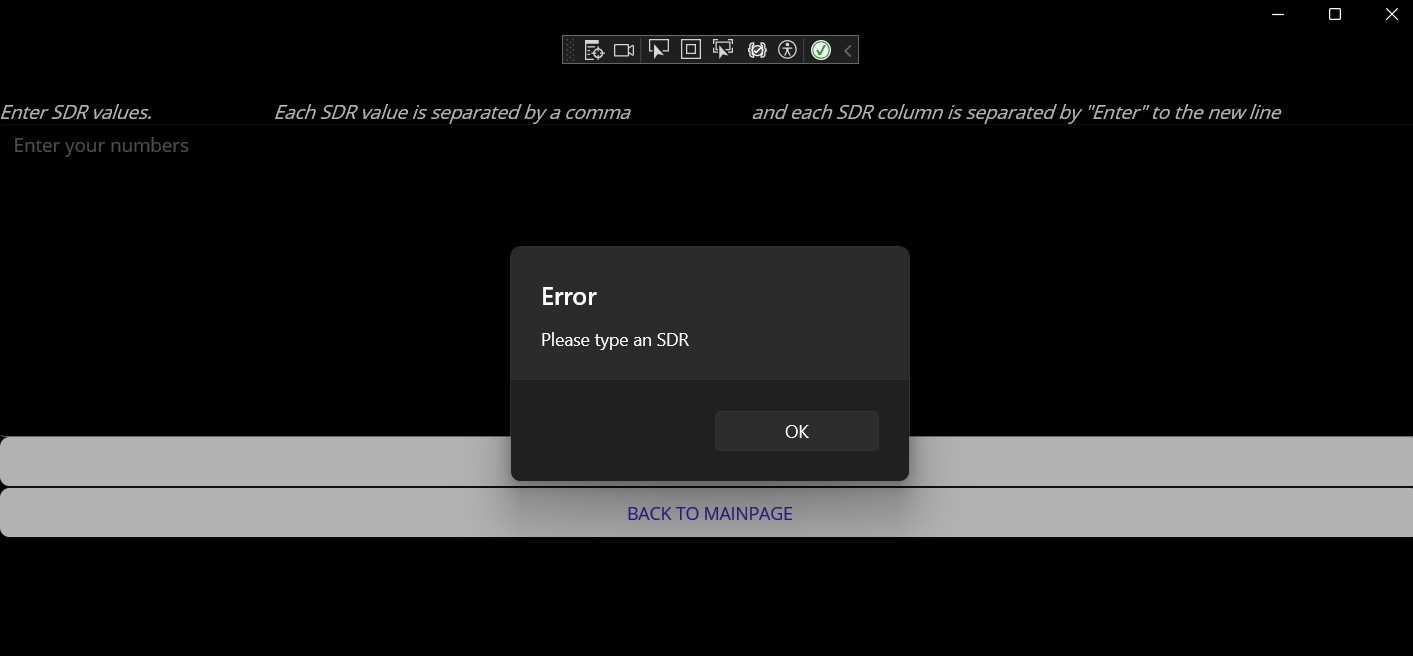 Enter SDR values. Each SDR value is separated by a comma and each SDR column is separated by "Enter" to the new line
Enter your numbers
Error
Please type an SDR
OK
BACK TO MAINPAGE